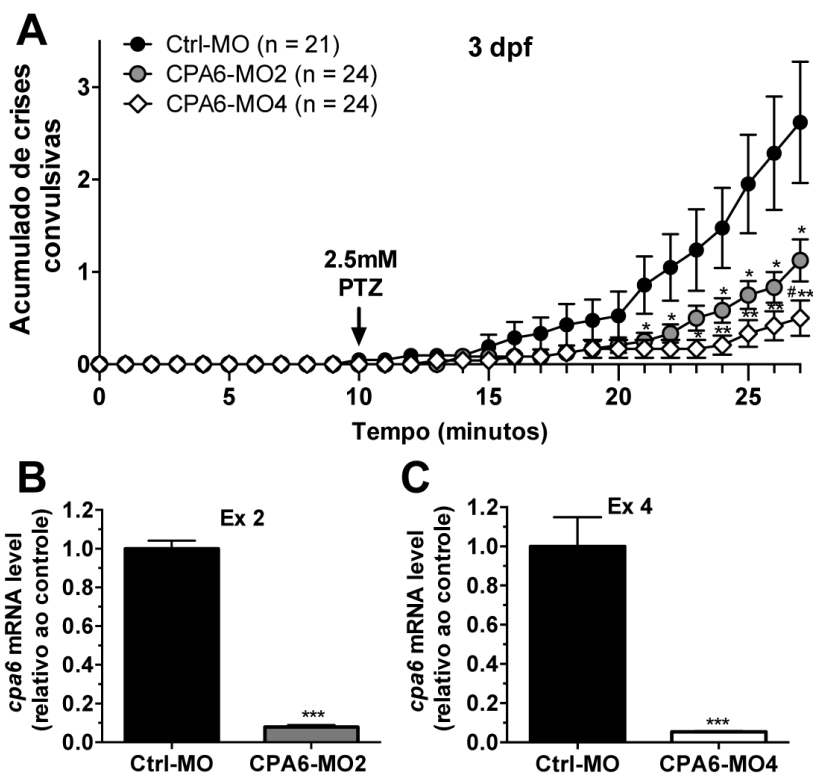 A
Ctrl-MO (n = 21)
CPA6-MO2 (n = 24)
CPA6-MO4 (n = 24)
3 dpf
Acumulado de crises
convulsivas
3
2
1
0
2.5mM
PTZ
* * * * * *
* ** ** ** #**
0 5 10 15 20 25
Tempo (minutos)
B
Ex 2
cpa6 mRNA level
(relativo ao controle)
1.2
1.0
0.8
0.6
0.4
0.2
0.0
***
Ctrl-MO CPA6-MO2
C
Ex 4
cpa6 mRNA level
(relativo ao controle)
1.2
1.0
0.8
0.6
0.4
0.2
0.0
***
Ctrl-MO CPA6-MO4